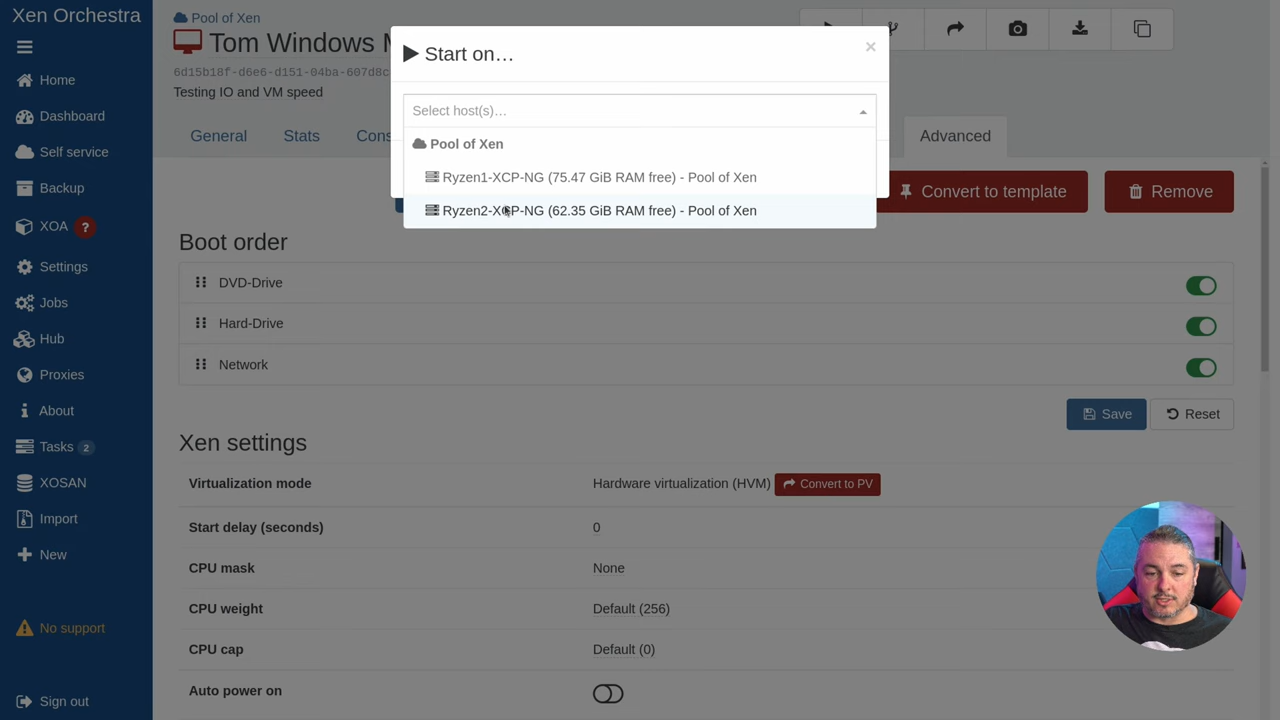 Xen Orchestra
Home
Dashboard
Self service
Backup
XOA ?
Settings
Jobs
Hub
Proxies
About
Tasks 2
XOSAN
Import
New
No support
Sign out
Pool of Xen
Tom Windows
6d15b18f-d6e6-d151-04ba-607d8c
Testing IO and VM speed
General
Stats
Advanced
Start on…
×
Select host(s)…
Pool of Xen
Ryzen1-XCP-NG (75.47 GiB RAM free) - Pool of Xen
Ryzen2-XCP-NG (62.35 GiB RAM free) - Pool of Xen
Convert to template
Remove
Boot order
DVD-Drive
Hard-Drive
Network
Save
Reset
Xen settings
Virtualization mode Hardware virtualization (HVM) Convert to PV
Start delay (seconds) 0
CPU mask None
CPU weight Default (256)
CPU cap Default (0)
Auto power on